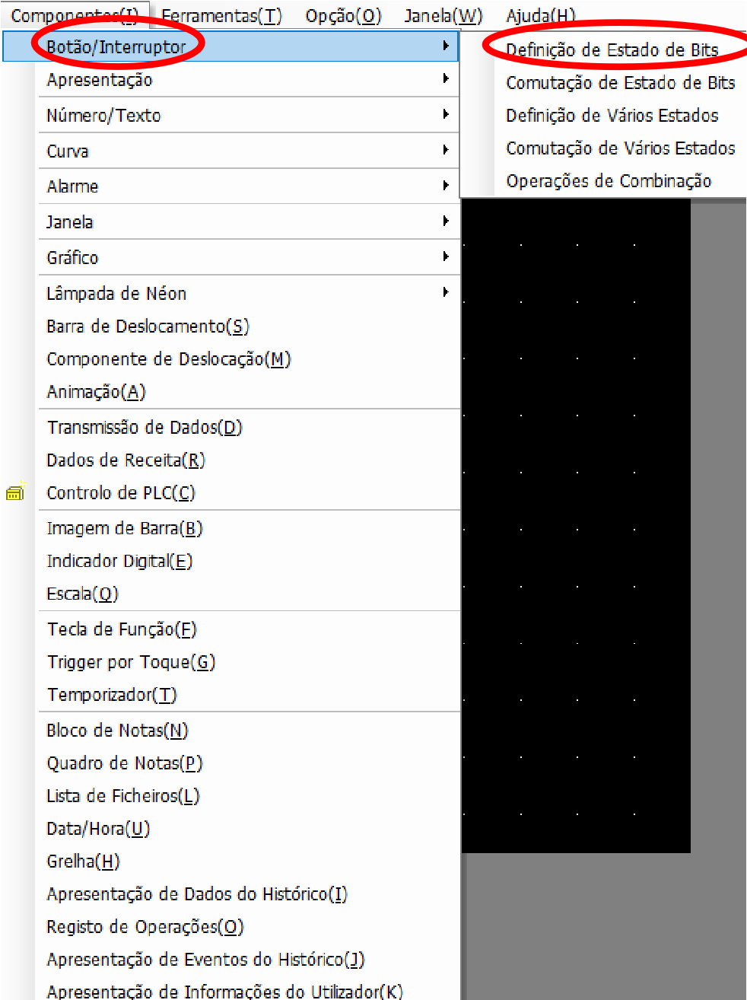 Componentes(I) Ferramentas(T) Opção(O) Janela(W) Ajuda(H)
Botão/Interruptor
Definição de Estado de Bits
Apresentação
Comutação de Estado de Bits
Número/Texto
Definição de Vários Estados
Curva
Comutação de Vários Estados
Alarme
Operações de Combinação
Janela
Gráfico
Lâmpada de Néon
Barra de Deslocamento(S)
Componente de Deslocação(M)
Animação(A)
Transmissão de Dados(D)
Dados de Receita(R)
Controlo de PLC(C)
Imagem de Barra(B)
Indicador Digital(E)
Escala(Q)
Tecla de Função(F)
Trigger por Toque(G)
Temporizador(T)
Bloco de Notas(N)
Quadro de Notas(P)
Lista de Ficheiros(L)
Data/Hora(U)
Grelha(H)
Apresentação de Dados do Histórico(I)
Registo de Operações(O)
Apresentação de Eventos do Histórico(J)
Apresentação de Informações do Utilizador(K)